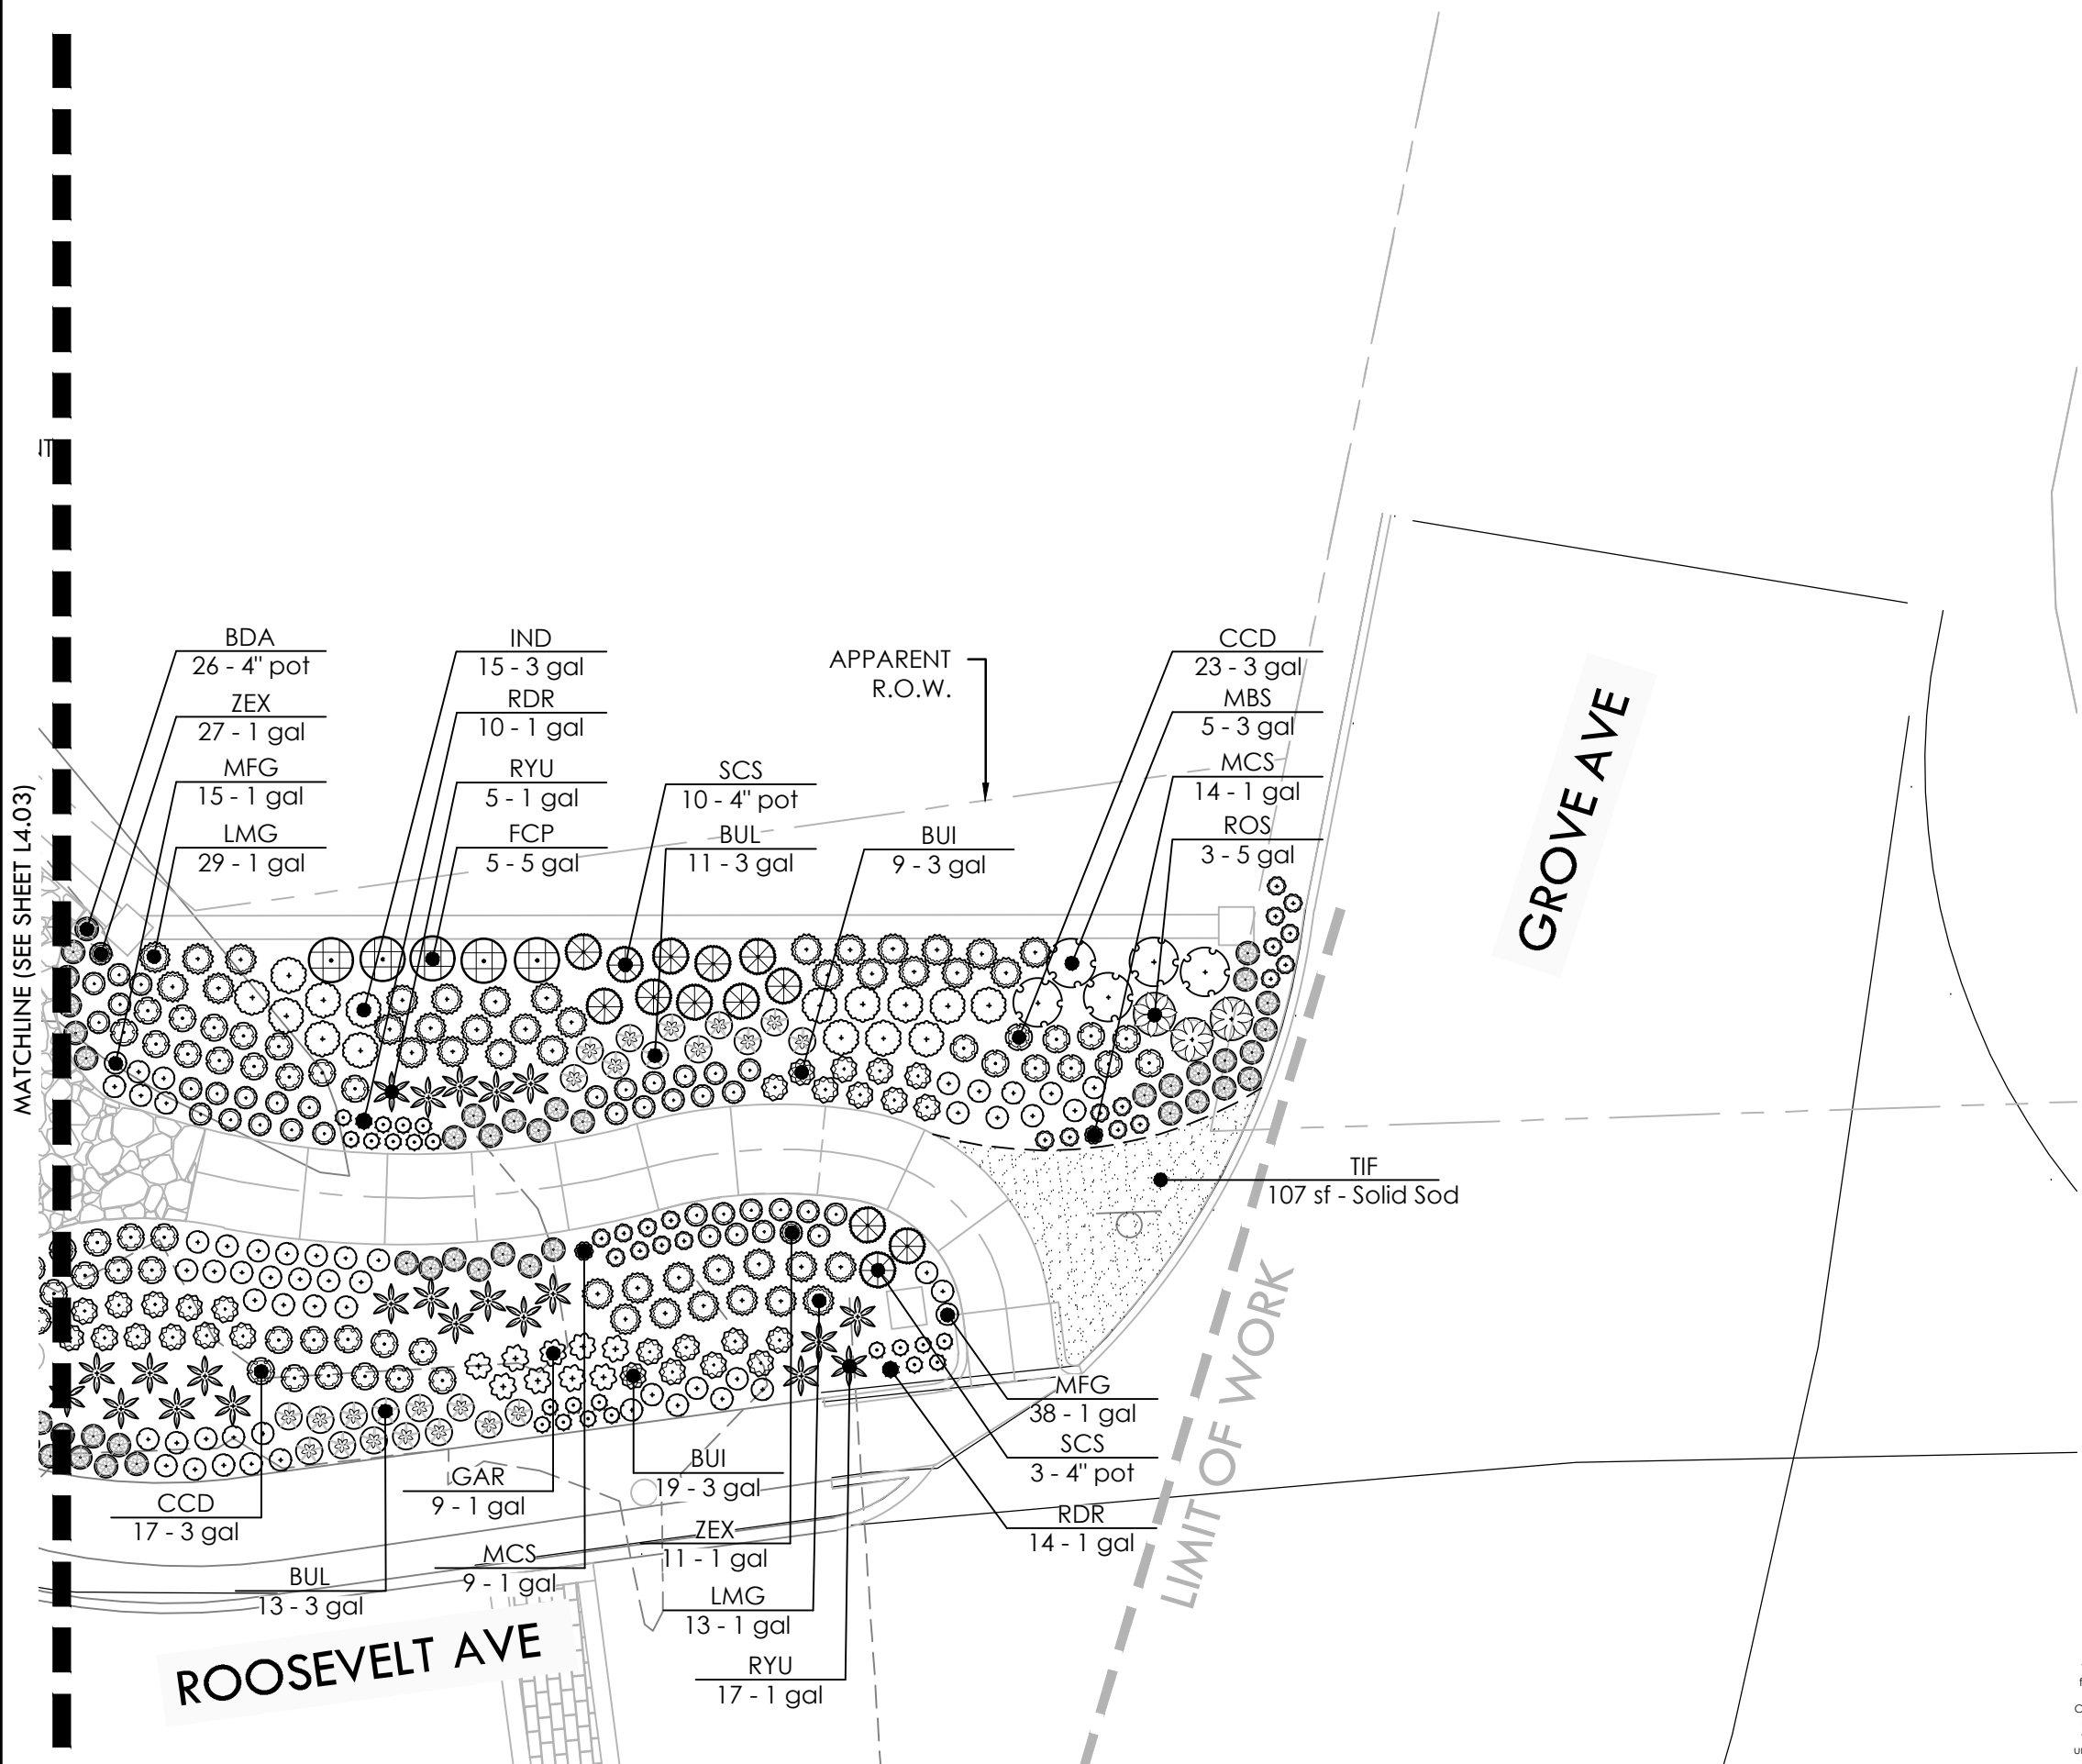 MATCHLINE (SEE SHEET L4.03)
BDA
26 - 4" pot
ZEX
27 - 1 gal
MFG
15 - 1 gal
LMG
29 - 1 gal
IND
15 - 3 gal
RDR
10 - 1 gal
RYU
5 - 1 gal
FCP
5 - 5 gal
SCS
10 - 4" pot
BUL
11 - 3 gal
APPARENT
R.O.W.
BUI
9 - 3 gal
CCD
23 - 3 gal
MBS
5 - 3 gal
MCS
14 - 1 gal
ROS
3 - 5 gal
GROVE AVE
TIF
107 sf - Solid Sod
LIMIT OF WORK
MFG
38 - 1 gal
SCS
3 - 4" pot
RDR
14 - 1 gal
CCD
17 - 3 gal
BUL
13 - 3 gal
GAR
9 - 1 gal
MCS
9 - 1 gal
BUI
19 - 3 gal
ZEX
11 - 1 gal
LMG
13 - 1 gal
RYU
17 - 1 gal
ROOSEVELT AVE